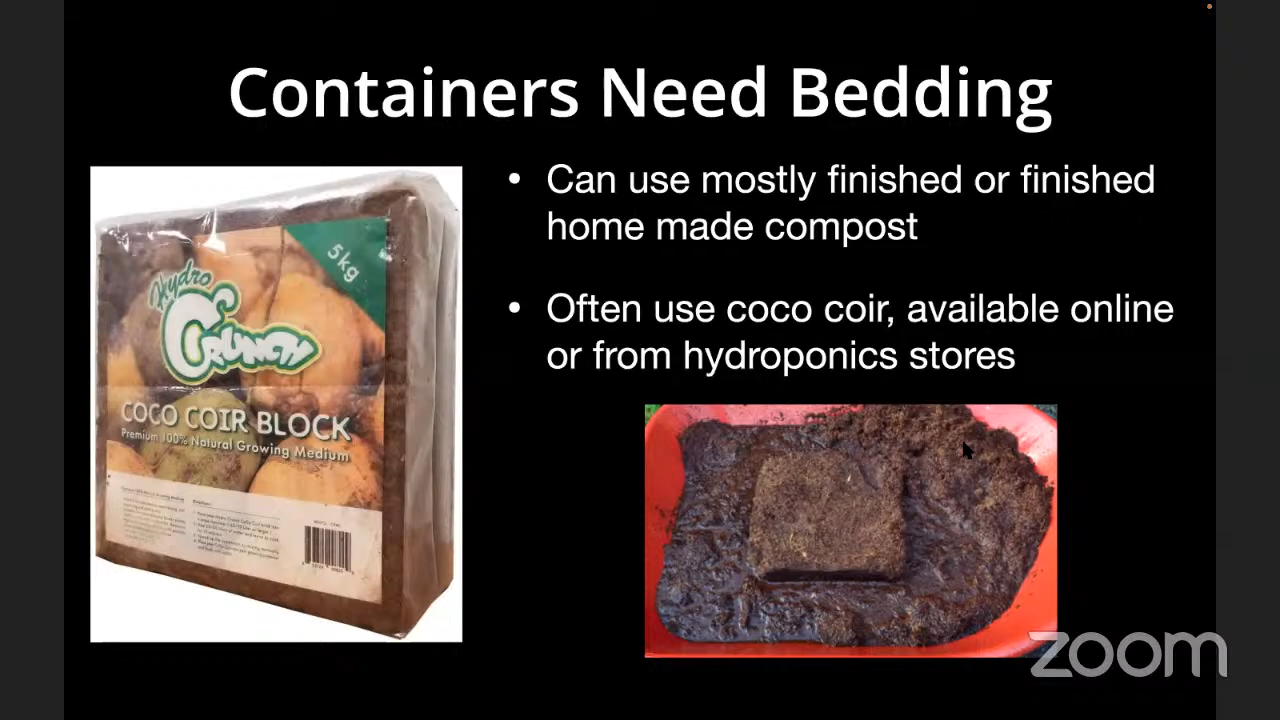 Containers Need Bedding
• Can use mostly finished or finished
home made compost
• Often use coco coir, available online
or from hydroponics stores
5kg
Hydro
CRUNCH
COCO COIR BLOCK
Premium 100% Natural Growing Medium
zoom